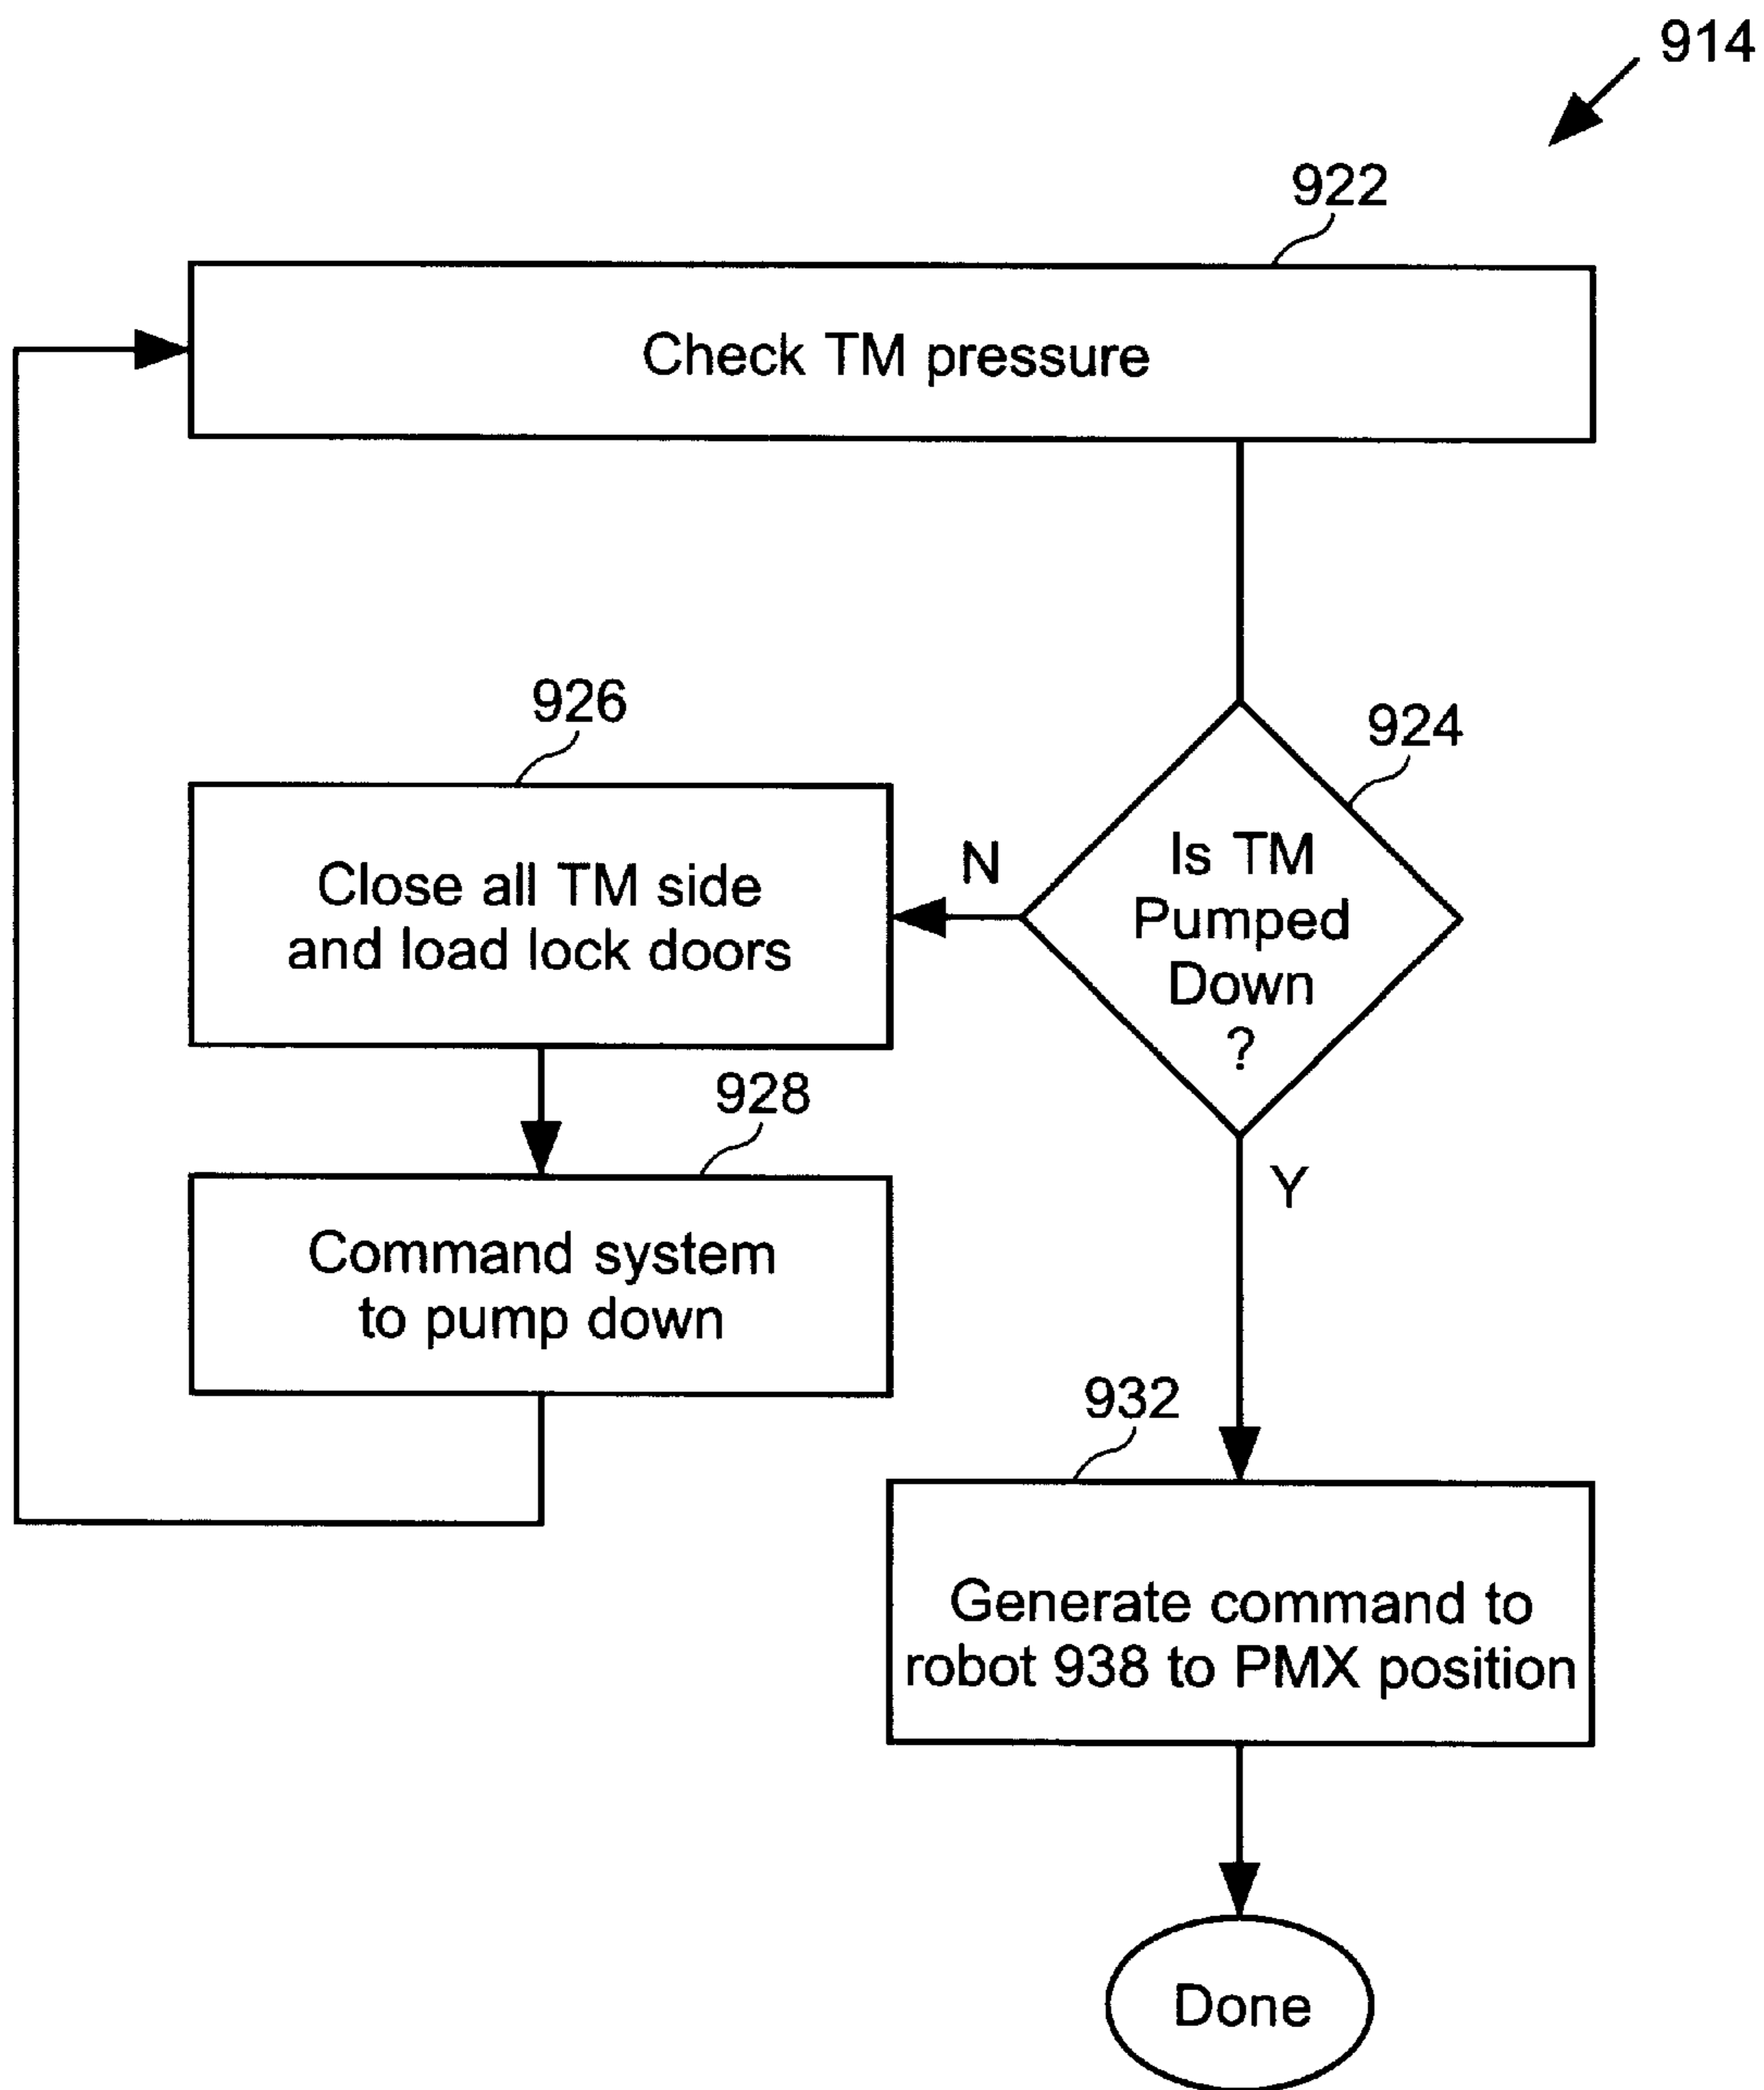 914
922
Check TM pressure
926
924
Close all TM side
and load lock doors
N
Is TM
Pumped
Down
?
928
Y
Command system
to pump down
932
Generate command to
robot 938 to PMX position
Done